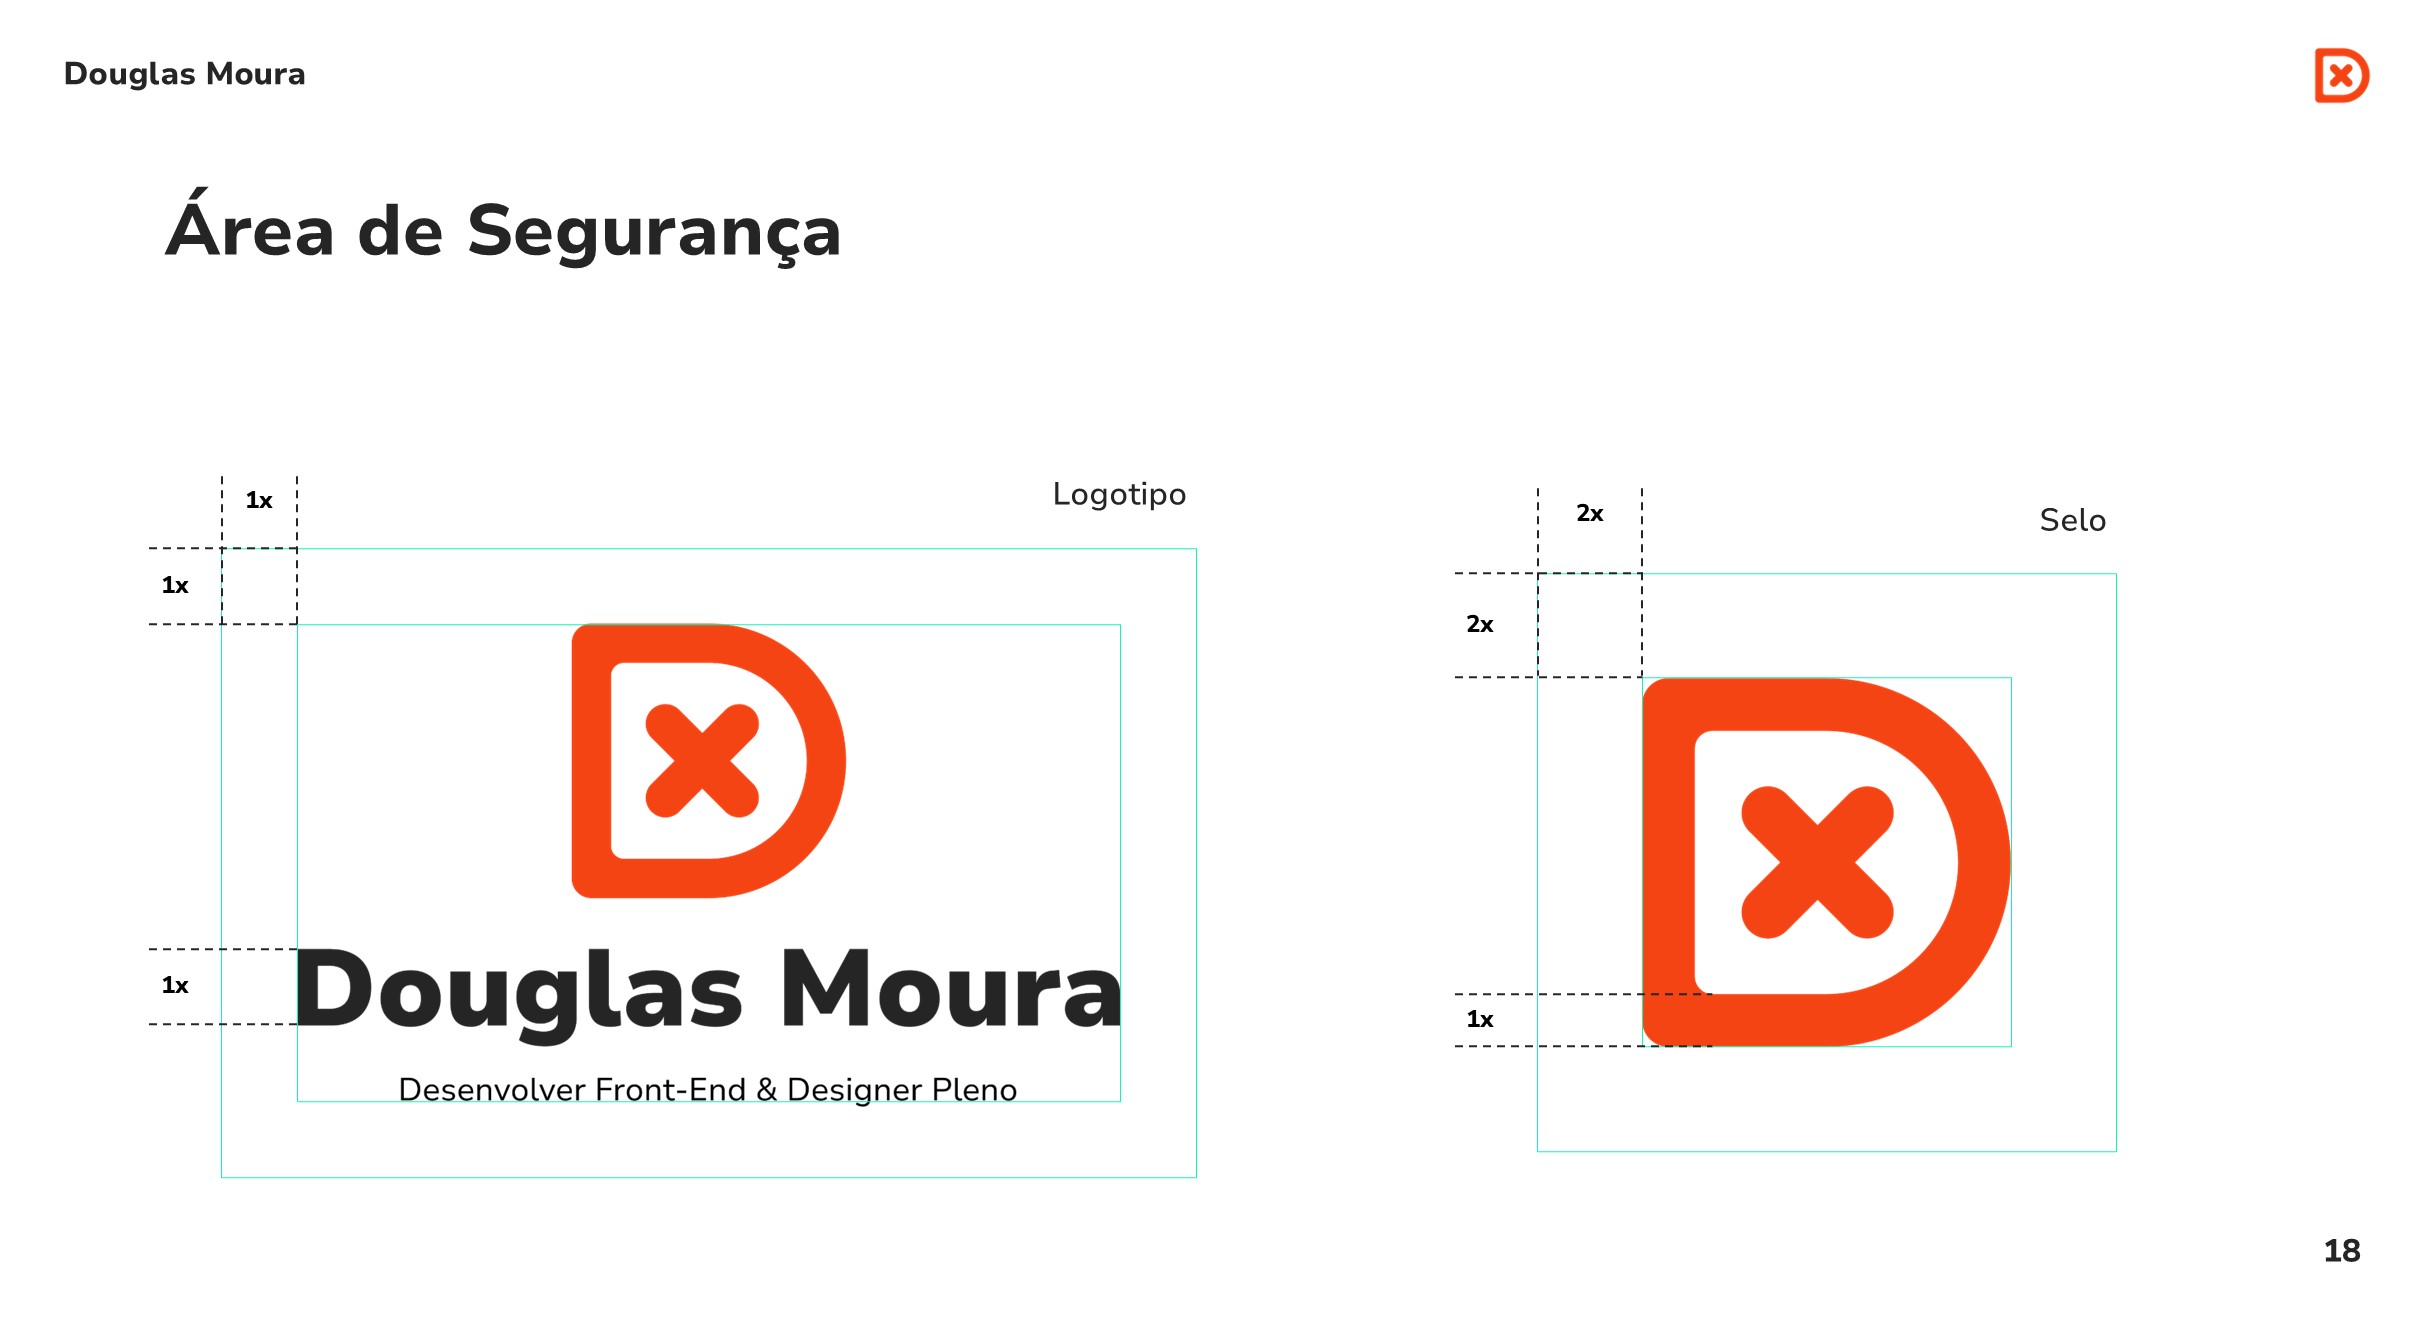 Douglas Moura
Área de Segurança
Logotipo
1x
1x
1x
Douglas Moura
Desenvolver Front-End & Designer Pleno
Selo
2x
2x
1x
18